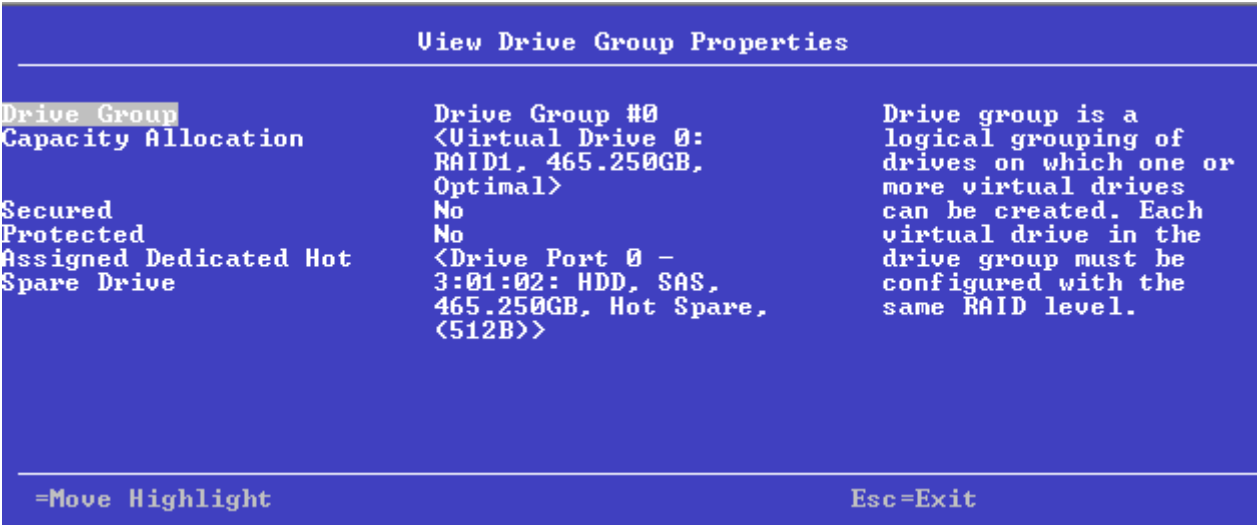 View Drive Group Properties
Drive Group Drive Group #0 Drive group is a
Capacity Allocation <Virtual Drive 0: logical grouping of
RAID1, 465.250GB, drives on which one or
Optimal> more virtual drives
Secured No can be created. Each
Protected No virtual drive in the
Assigned Dedicated Hot <Drive Port 0 - drive group must be
Spare Drive 3:01:02: HDD, SAS, configured with the
465.250GB, Hot Spare, same RAID level.
(512B)>
=Move Highlight Esc=Exit